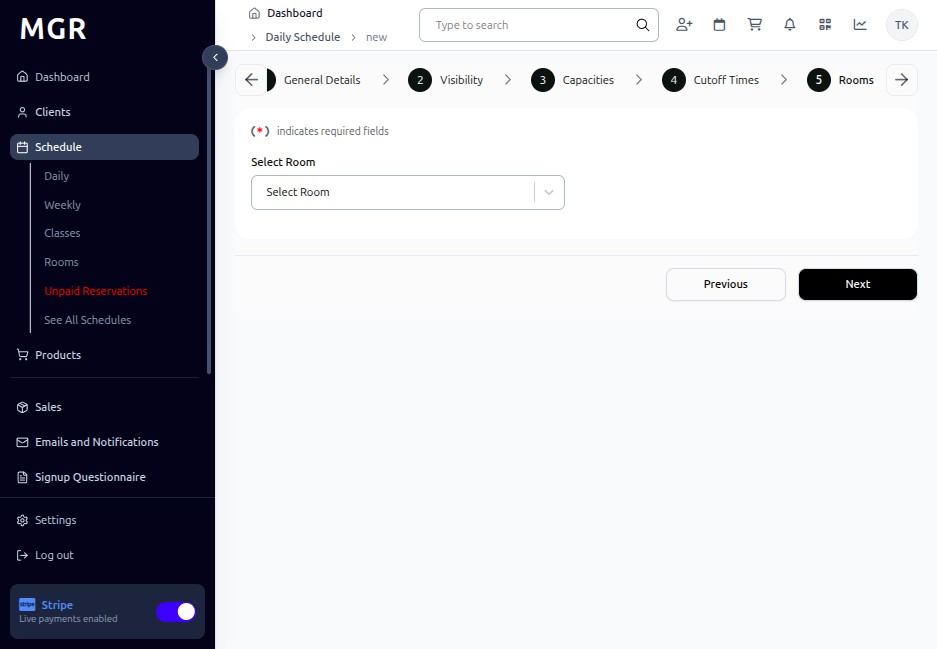 MGR
Dashboard
Clients
Schedule
Daily
Weekly
Classes
Rooms
Unpaid Reservations
See All Schedules
Products
Sales
Emails and Notifications
Signup Questionnaire
Settings
Log out
stripe Stripe
Live payments enabled
Dashboard
Daily Schedule > new
Type to search
TK
General Details
2 Visibility
3 Capacities
4 Cutoff Times
5 Rooms
(*) indicates required fields
Select Room
Select Room
Previous
Next